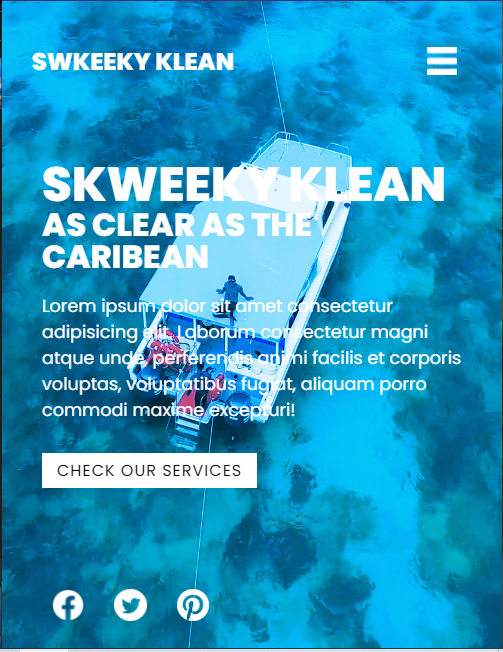 SWKEEKY KLEAN
SKWEEKY KLEAN
AS CLEAR AS THE
CARIBEAN
Lorem ipsum dolor sit amet consectetur
adipisicing elit. Laborum consectetur magni
atque unde, perferendis animi facilis et corporis
voluptas, voluptatibus fugiat, aliquam porro
commodi maxime excepturi!
CHECK OUR SERVICES